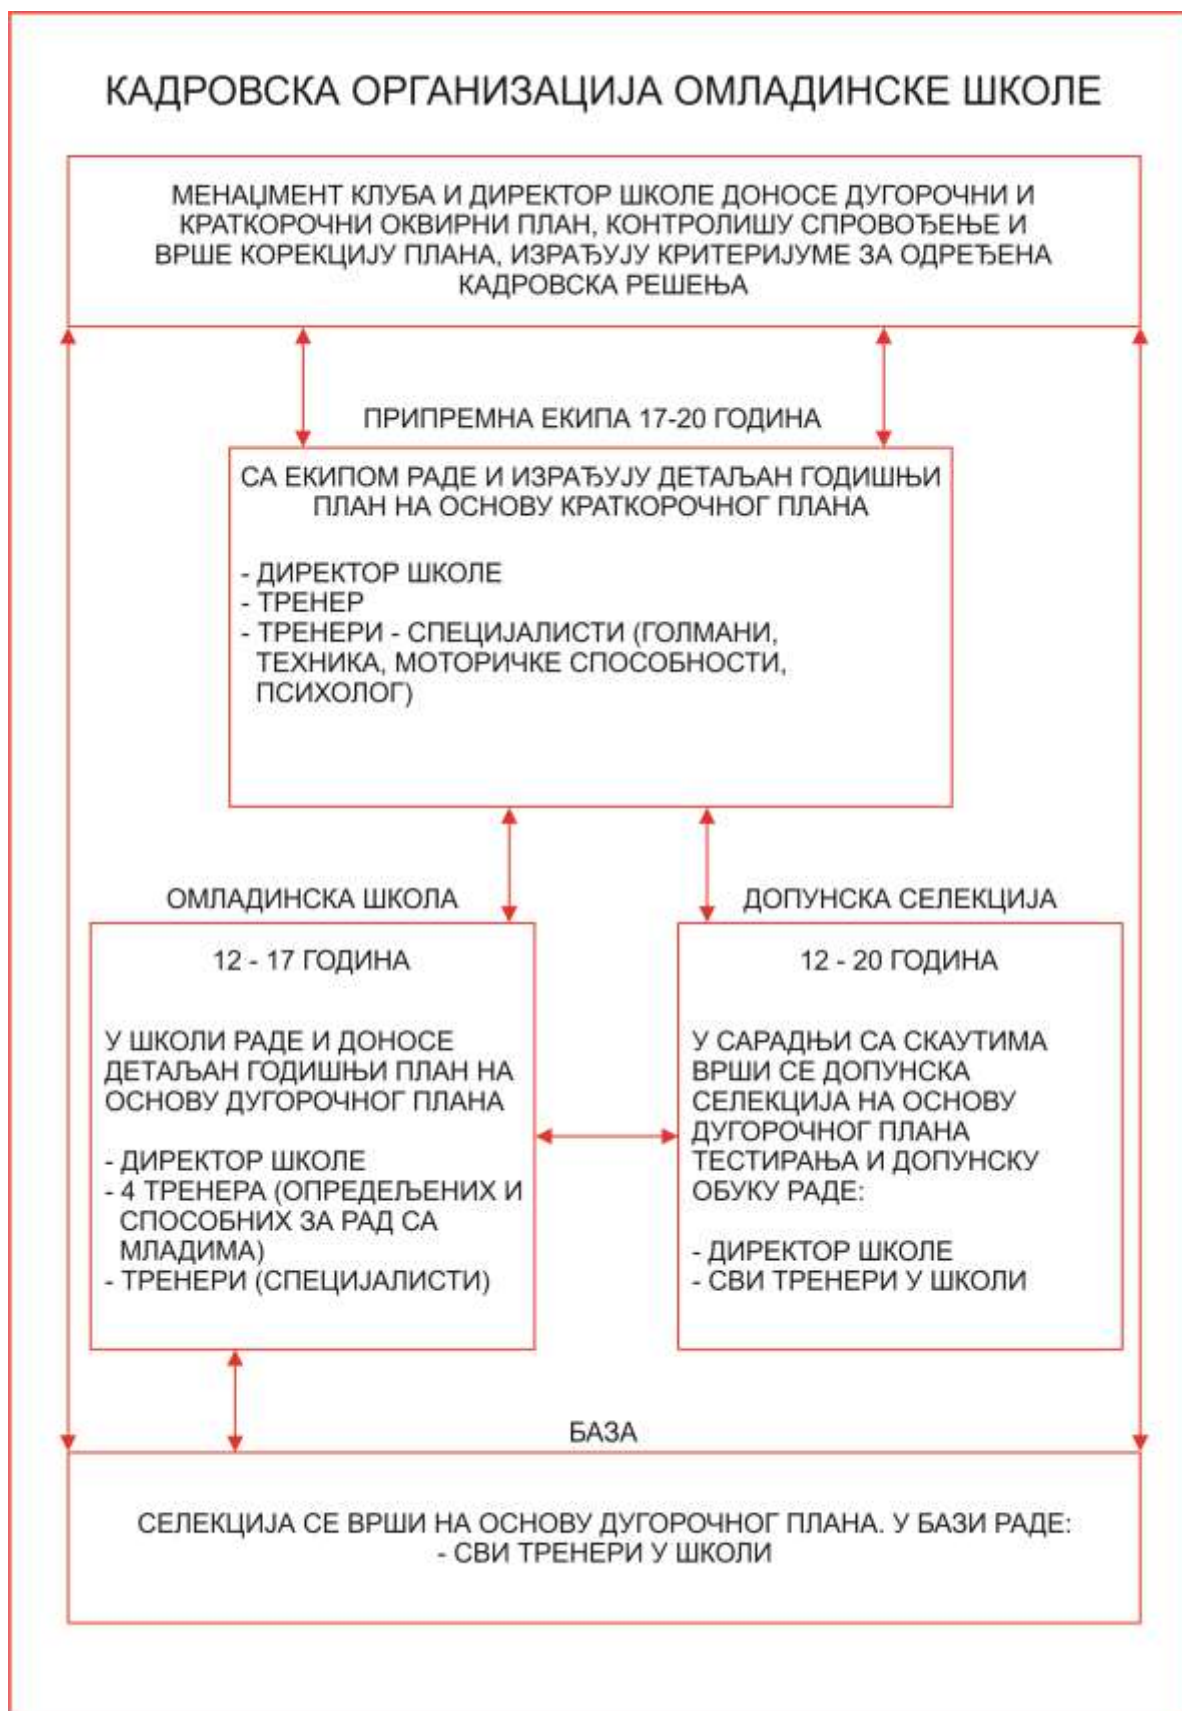 КАДРОВСКА ОРГАНИЗАЦИЈА ОМЛАДИНСКЕ ШКОЛЕ
МЕНАЏМЕНТ КЛУБА И ДИРЕКТОР ШКОЛЕ ДОНОСЕ ДУГОРОЧНИ И
КРАТКОРОЧНИ ОКВИРНИ ПЛАН, КОНТРОЛИШУ СПРОВОЂЕЊЕ И
ВРШЕ КОРЕКЦИЈУ ПЛАНА, ИЗРАЂУЈУ КРИТЕРИЈУМЕ ЗА ОДРЕЂЕНА
КАДРОВСКА РЕШЕЊА
ПРИПРЕМНА ЕКИПА 17-20 ГОДИНА
СА ЕКИПОМ РАДЕ И ИЗРАЂУЈУ ДЕТАЉАН ГОДИШЊИ
ПЛАН НА ОСНОВУ КРАТКОРОЧНОГ ПЛАНА
- ДИРЕКТОР ШКОЛЕ
- ТРЕНЕР
- ТРЕНЕРИ - СПЕЦИЈАЛИСТИ (ГОЛМАНИ,
ТЕХНИКА, МОТОРИЧКЕ СПОСОБНОСТИ,
ПСИХОЛОГ)
ОМЛАДИНСКА ШКОЛА
12 - 17 ГОДИНА
У ШКОЛИ РАДЕ И ДОНОСЕ
ДЕТАЉАН ГОДИШЊИ ПЛАН НА
ОСНОВУ ДУГОРОЧНОГ ПЛАНА
- ДИРЕКТОР ШКОЛЕ
- 4 ТРЕНЕРА (ОПРЕДЕЉЕНИХ И
СПОСОБНИХ ЗА РАД СА
МЛАДИМА)
- ТРЕНЕРИ (СПЕЦИЈАЛИСТИ)
ДОПУНСКА СЕЛЕКЦИЈА
12 - 20 ГОДИНА
У САРАДЊИ СА СКАУТИМА
ВРШИ СЕ ДОПУНСКА
СЕЛЕКЦИЈА НА ОСНОВУ
ДУГОРОЧНОГ ПЛАНА
ТЕСТИРАЊА И ДОПУНСКУ
ОБУКУ РАДЕ:
- ДИРЕКТОР ШКОЛЕ
- СВИ ТРЕНЕРИ У ШКОЛИ
БАЗА
СЕЛЕКЦИЈА СЕ ВРШИ НА ОСНОВУ ДУГОРОЧНОГ ПЛАНА. У БАЗИ РАДЕ:
- СВИ ТРЕНЕРИ У ШКОЛИ